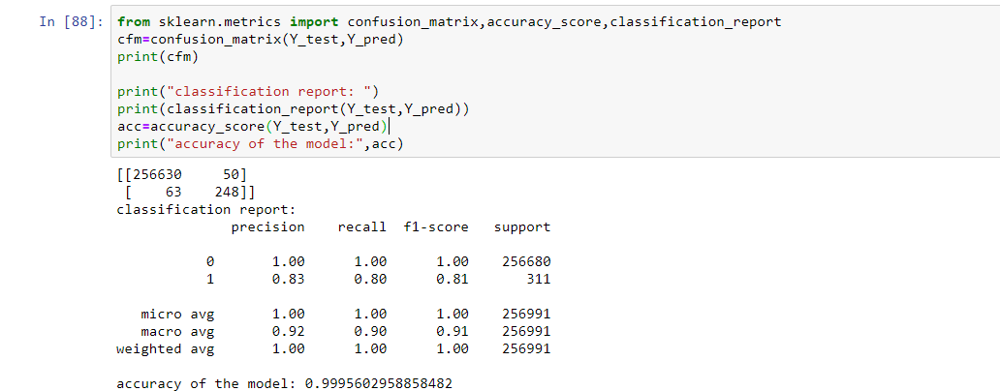 In [88]: from sklearn.metrics import confusion_matrix,accuracy_score,classification_report
cfm=confusion_matrix(Y_test,Y_pred)
print(cfm)
print("classification report: ")
print(classification_report(Y_test,Y_pred))
acc=accuracy_score(Y_test,Y_pred)
print("accuracy of the model:",acc)
[[256630 50]
[ 63 248]]
classification report:
precision recall f1-score support
0 1.00 1.00 1.00 256680
1 0.83 0.80 0.81 311
micro avg 1.00 1.00 1.00 256991
macro avg 0.92 0.90 0.91 256991
weighted avg 1.00 1.00 1.00 256991
accuracy of the model: 0.9995602958858482